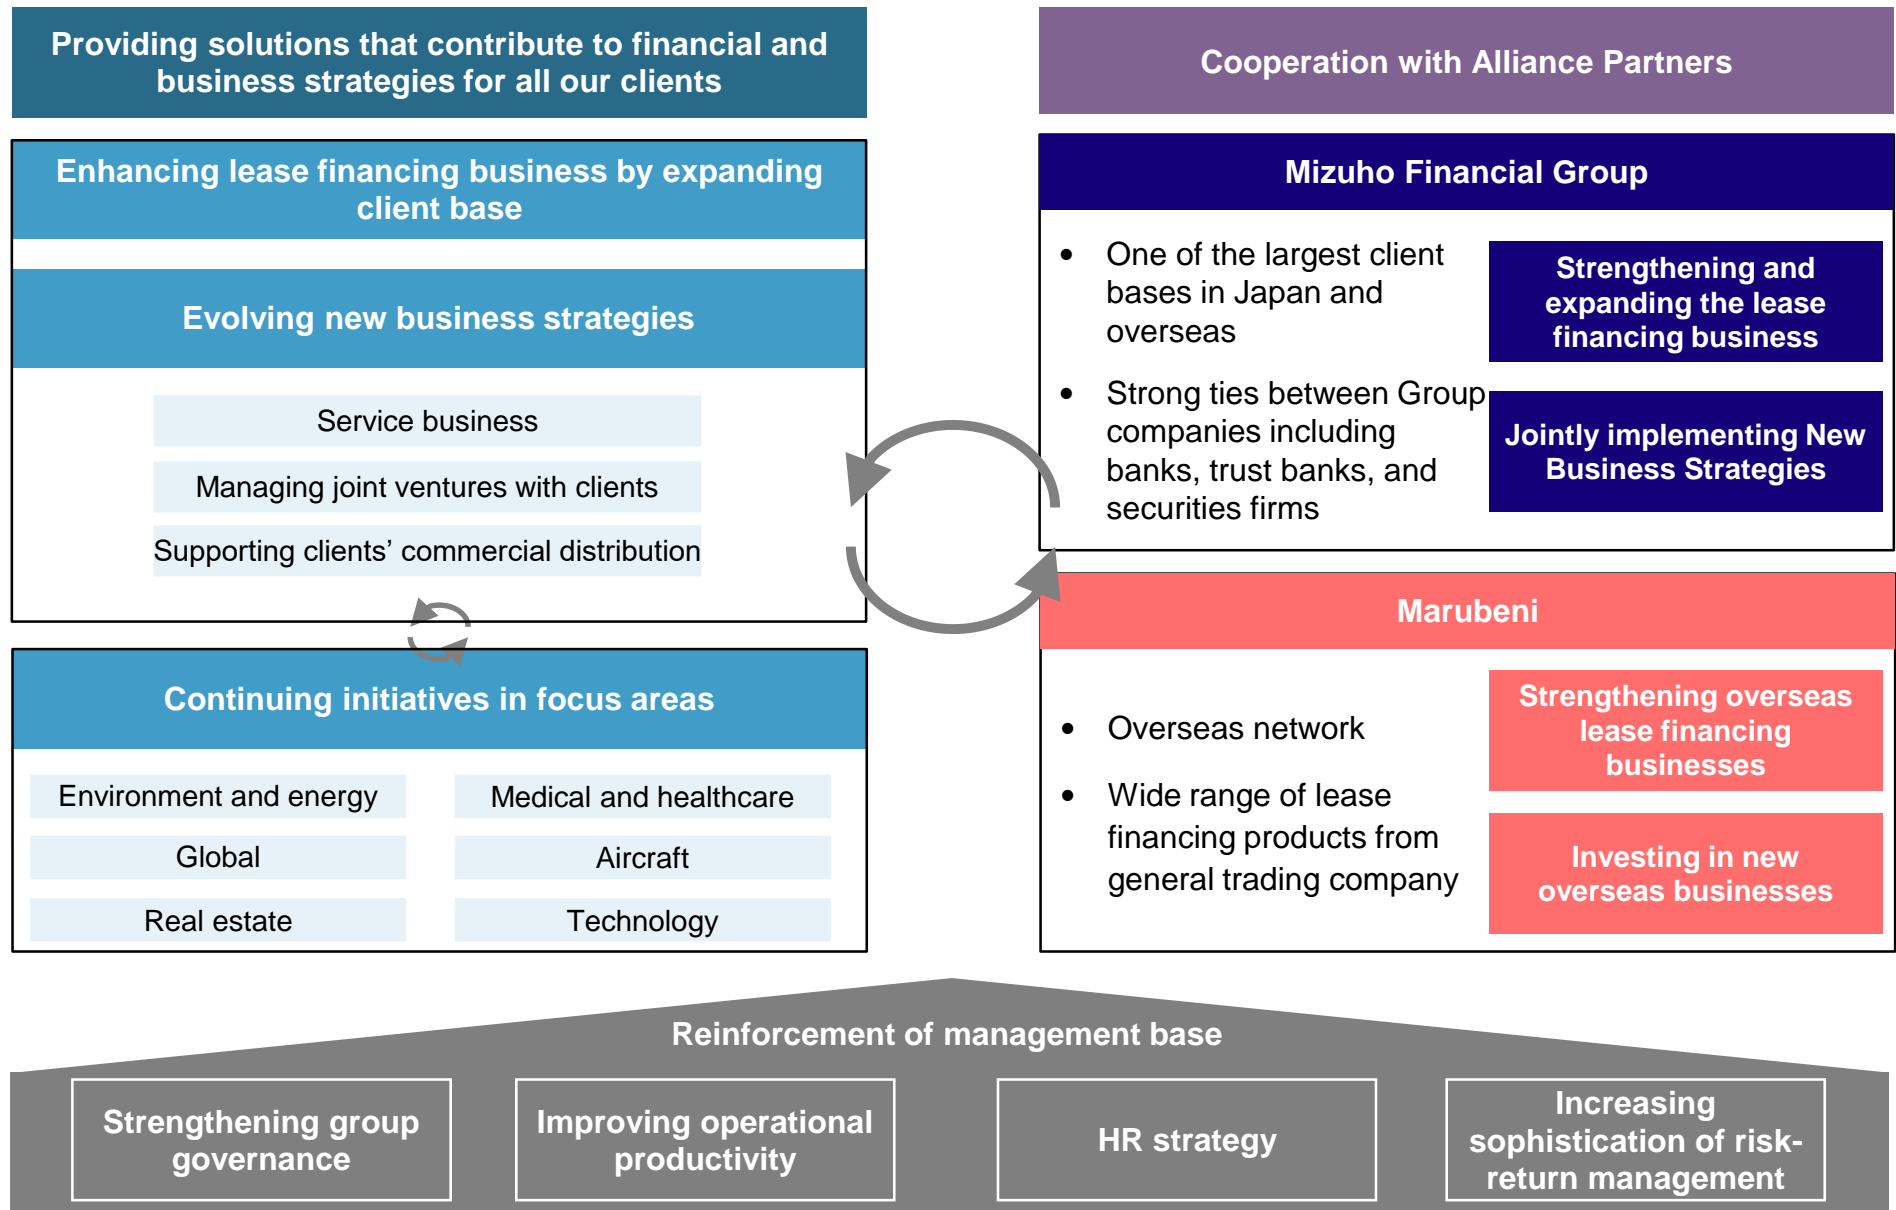 Providing solutions that contribute to financial and
business strategies for all our clients
Enhancing lease financing business by expanding
client base
Evolving new business strategies
Service business
Managing joint ventures with clients
Supporting clients’ commercial distribution
Continuing initiatives in focus areas
Environment and energy
Medical and healthcare
Global
Aircraft
Real estate
Technology
Cooperation with Alliance Partners
Mizuho Financial Group
• One of the largest client
bases in Japan and
overseas
• Strong ties between Group
companies including
banks, trust banks, and
securities firms
Strengthening and
expanding the lease
financing business
Jointly implementing New
Business Strategies
Marubeni
• Overseas network
• Wide range of lease
financing products from
general trading company
Strengthening overseas
lease financing
businesses
Investing in new
overseas businesses
Reinforcement of management base
Strengthening group
governance
Improving operational
productivity
HR strategy
Increasing
sophistication of risk-
return management